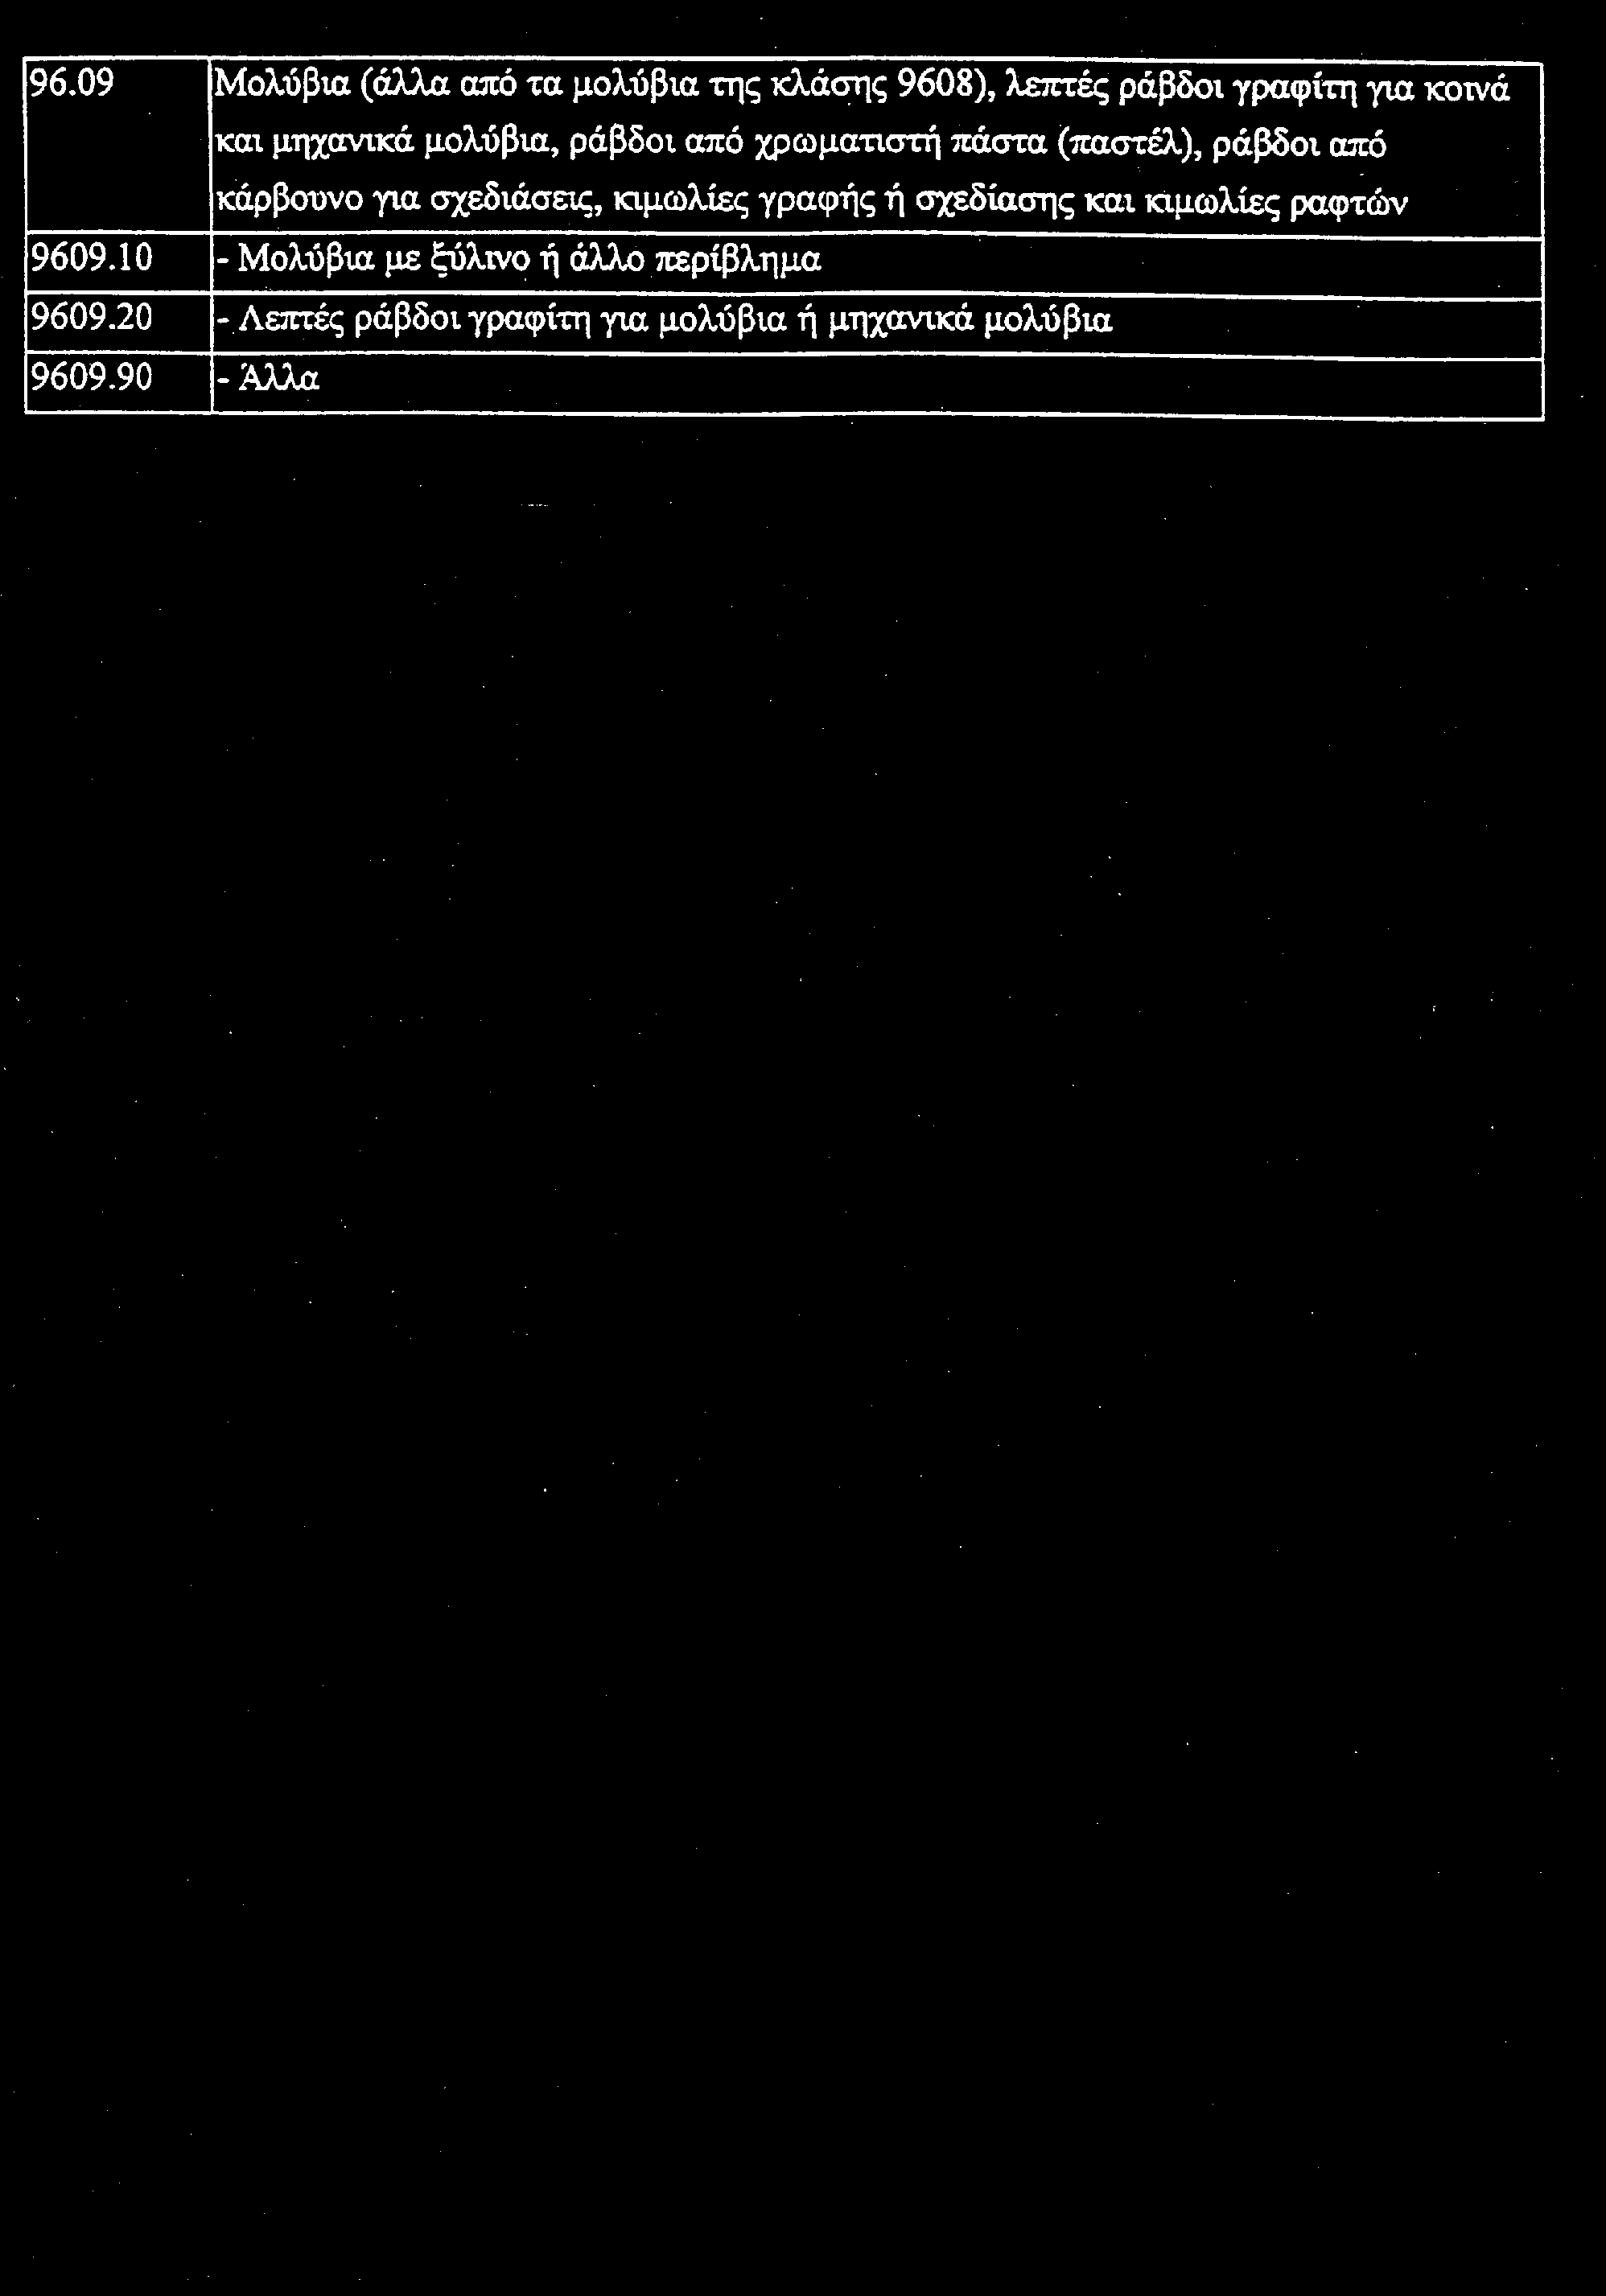 96.09 Μολύβια (άλλα από τα μολύβια της κλάσης 9608), λεπτές ράβδοι γραφίτη για κοινά
και μηχανικά μολύβια, ράβδοι από χρωματιστή πάστα (παστέλ), ράβδοι από
κάρβουνο για σχεδιάσεις, κιμωλίες γραφής ή σχεδίασης και κιμωλίες ραφτών
9609.10 - Μολύβια με ξύλινο ή άλλο περίβλημα
9609.20 - Λεπτές ράβδοι γραφίτη για μολύβια ή μηχανικά μολύβια
9609.90 - Άλλα